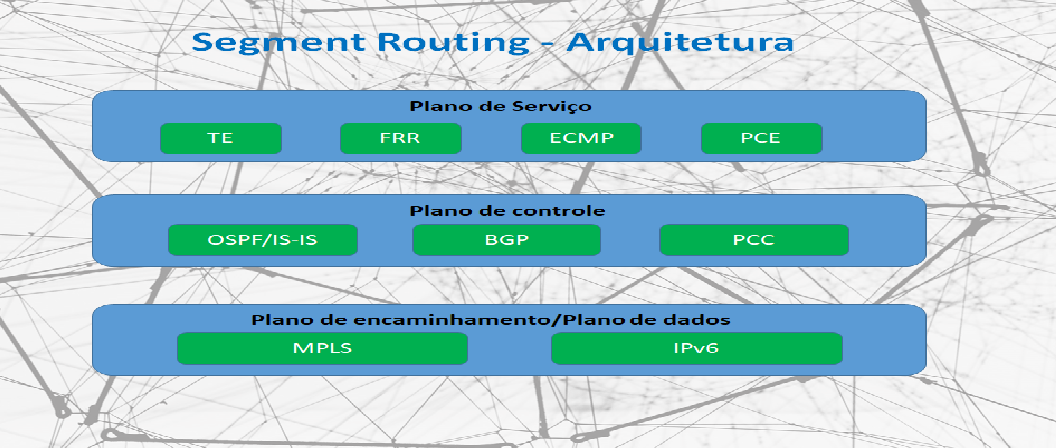 Segment Routing - Arquitetura
Plano de Serviço
TE FRR ECMP PCE
Plano de controle
OSPF/IS-IS BGP PCC
Plano de encaminhamento/Plano de dados
MPLS IPv6